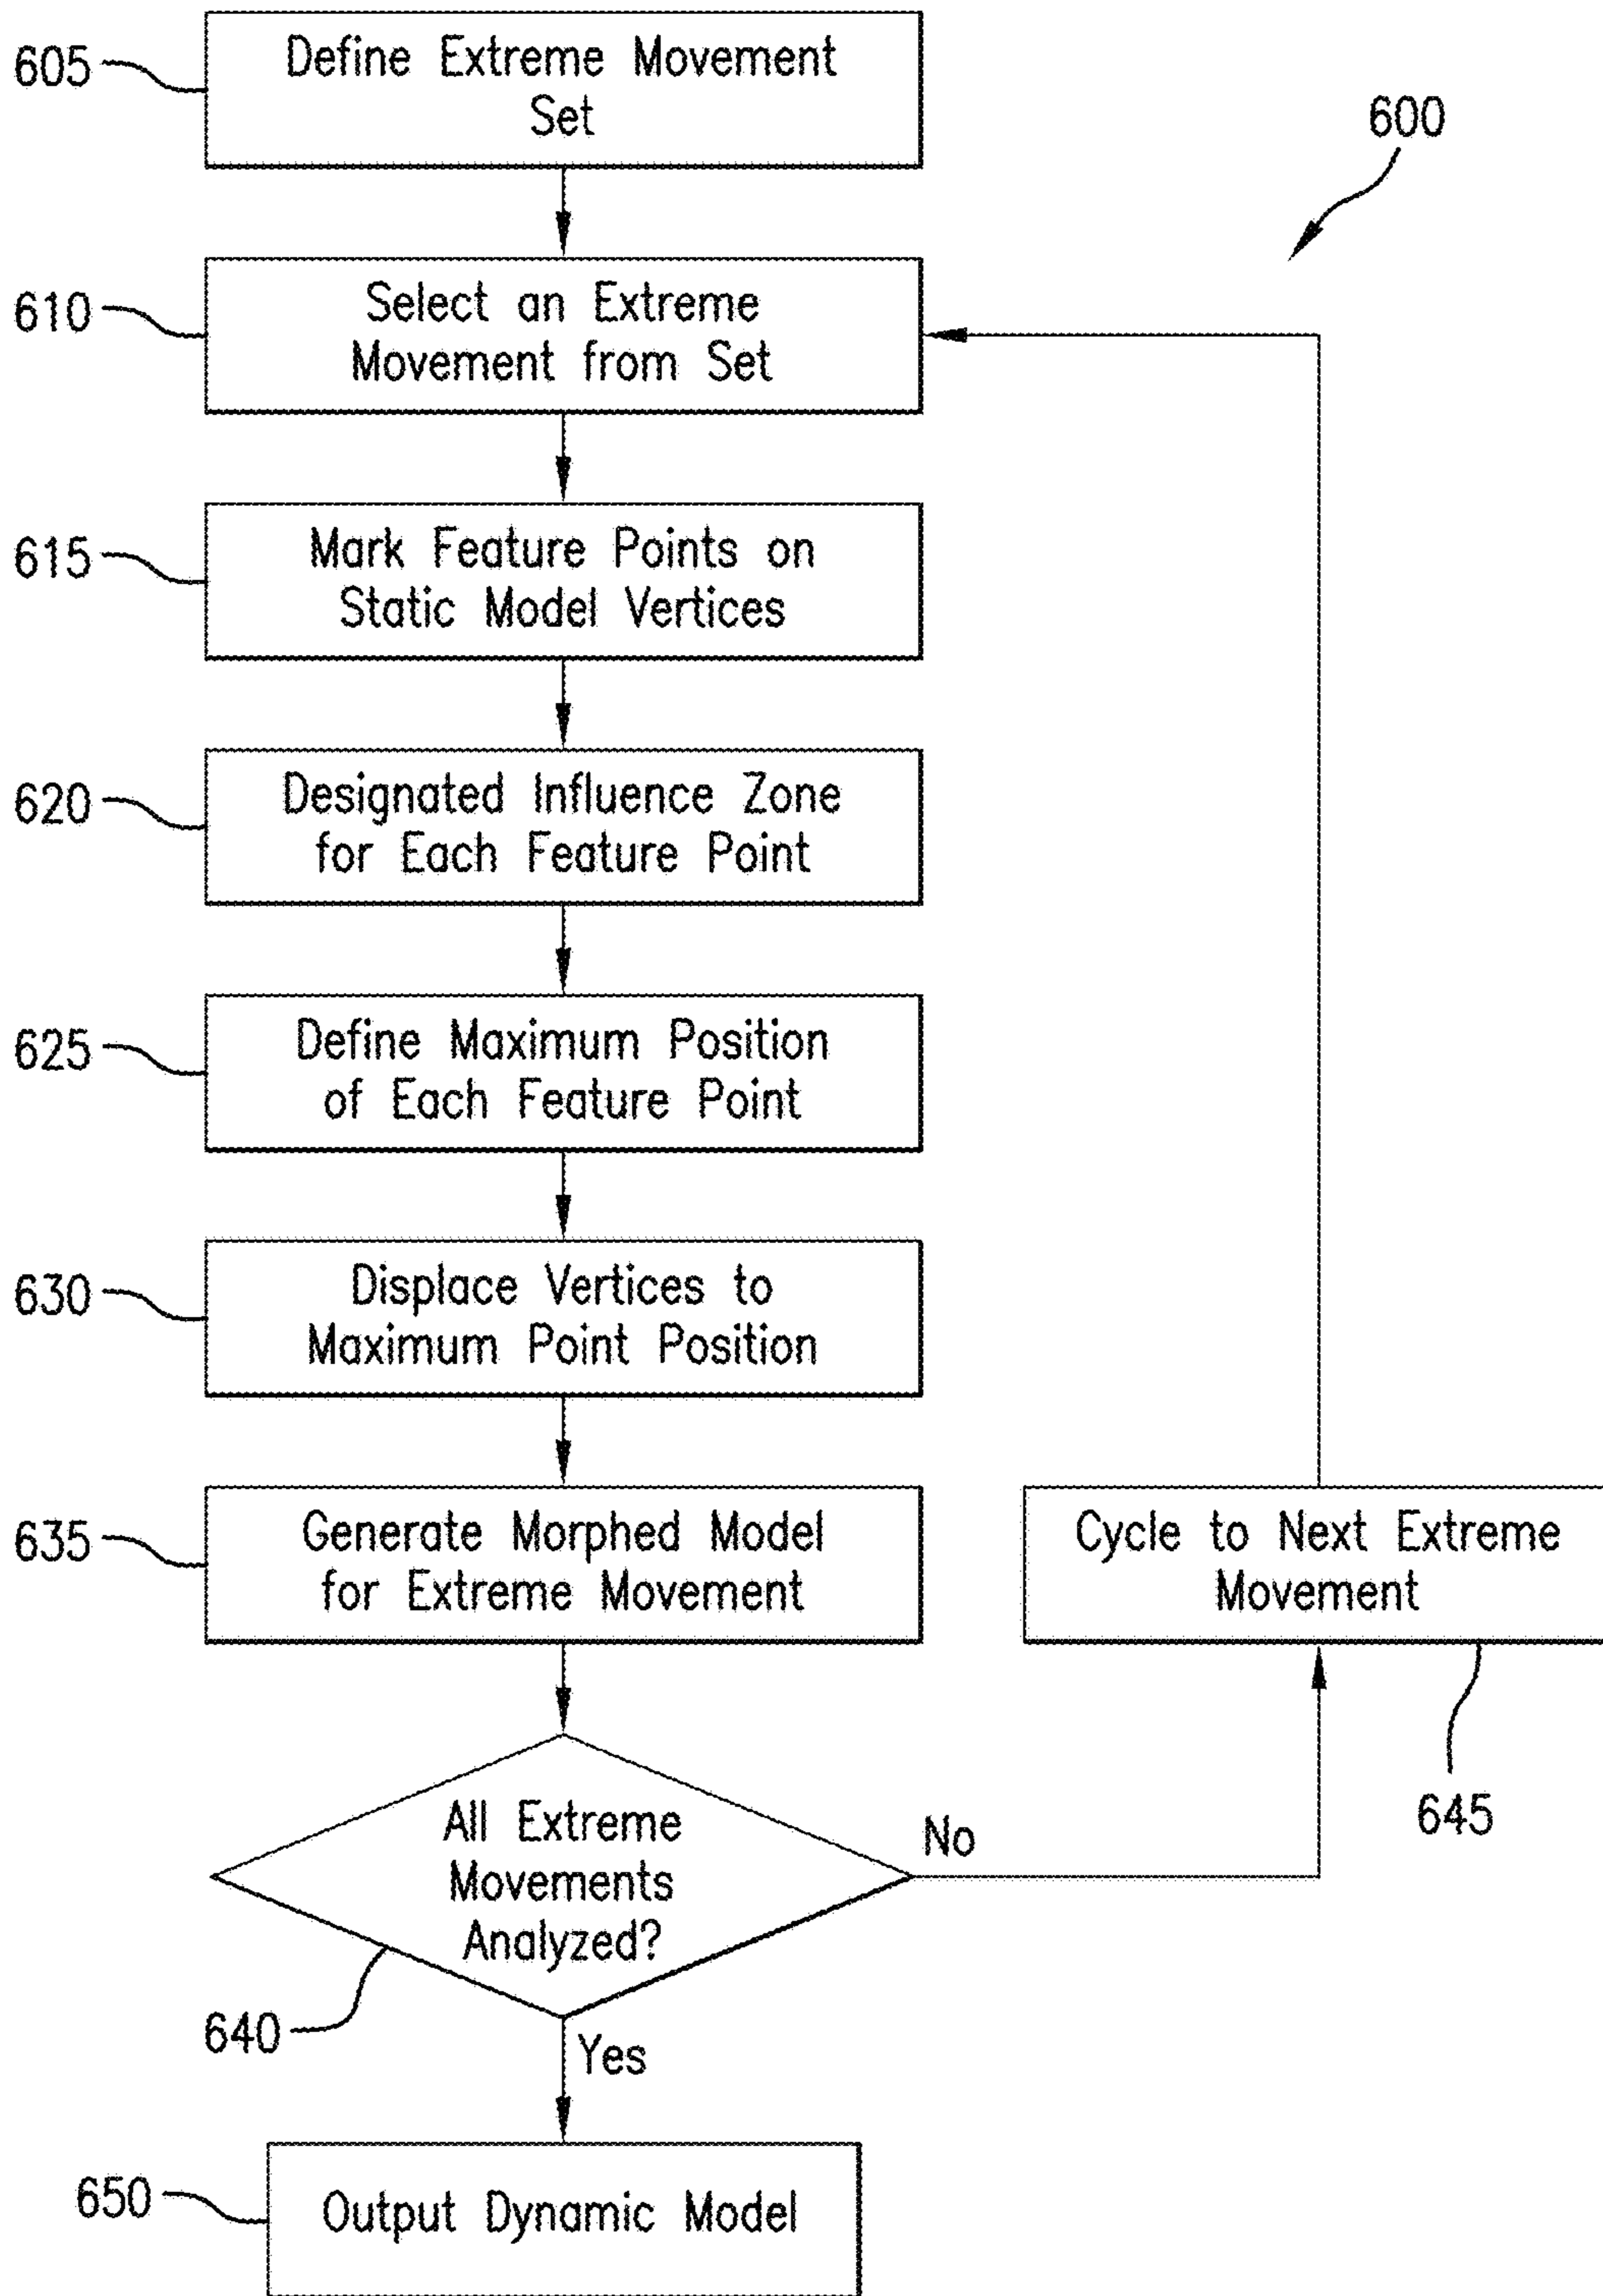 605
Define Extreme Movement
Set
600
610
Select an Extreme
Movement from Set
615
Mark Feature Points on
Static Model Vertices
620
Designated Influence Zone
for Each Feature Point
625
Define Maximum Position
of Each Feature Point
630
Displace Vertices to
Maximum Point Position
635
Generate Morphed Model
for Extreme Movement
Cycle to Next Extreme
Movement
645
All Extreme
Movements
Analyzed?
No
640
Yes
650
Output Dynamic Model